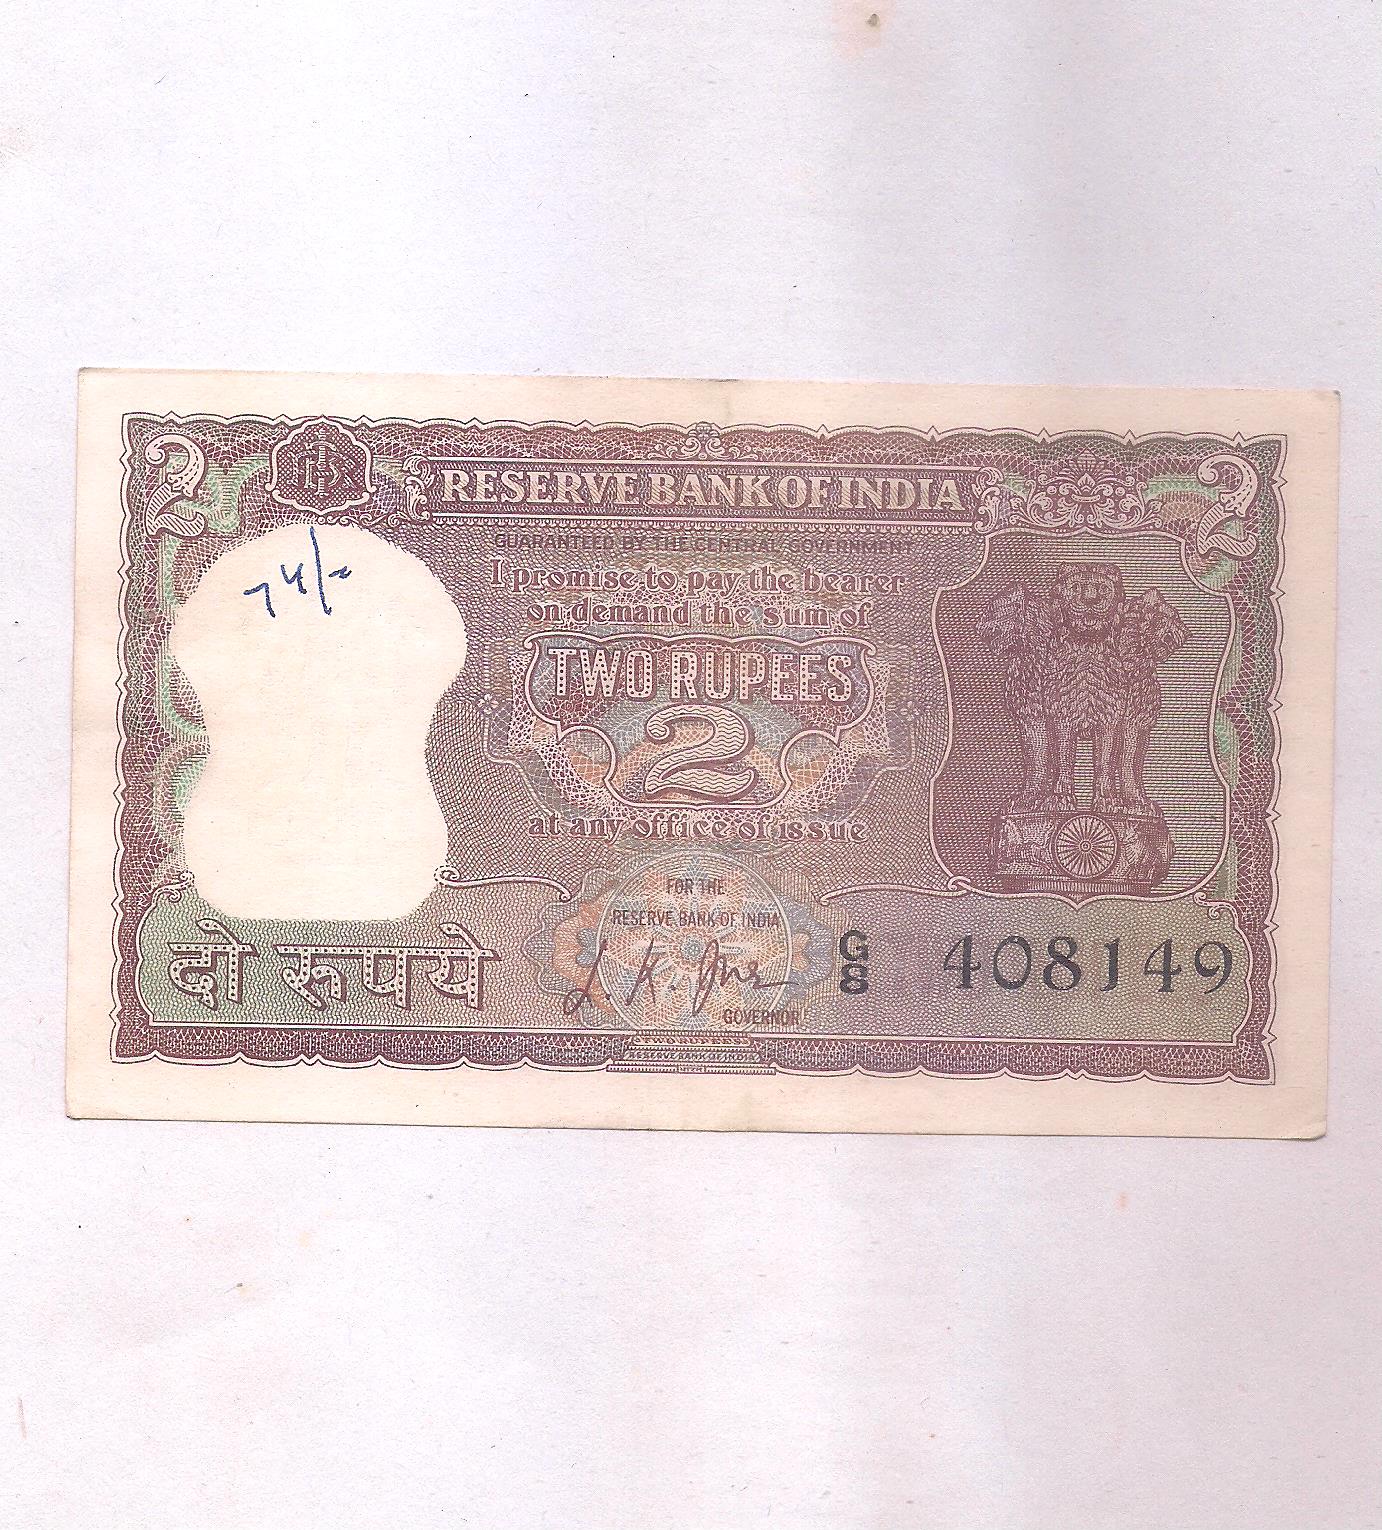 2
2
RESERVE BANK OF INDIA
GUARANTEED BY THE CENTRAL GOVERNMENT
I promise to pay the bearer
on demand the sum of
TWO RUPEES
2
at any office of issue
FOR THE
RESERVE BANK OF INDIA
GOVERNOR
दो रूपये
G
8
408149
TWO RUPEES
RESERVE BANK OF INDIA